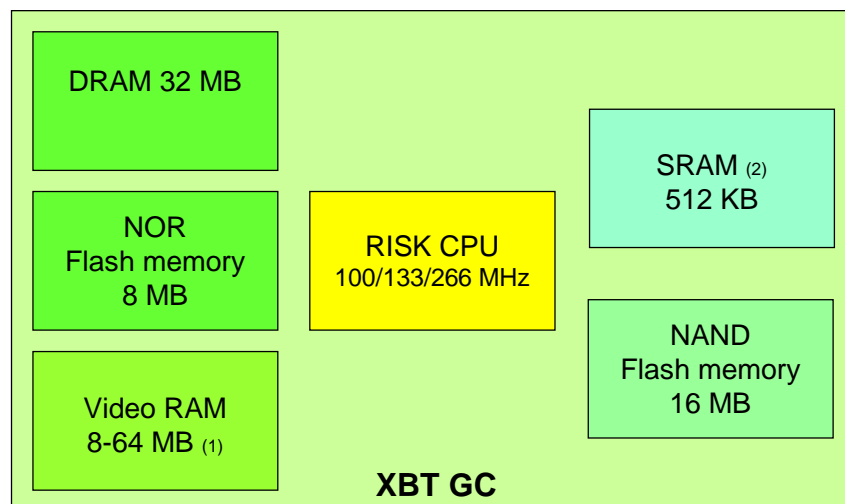 DRAM 32 MB
NOR
Flash memory
8 MB
Video RAM
8-64 MB (1)
RISK CPU
100/133/266 MHz
SRAM (2)
512 KB
NAND
Flash memory
16 MB
XBT GC